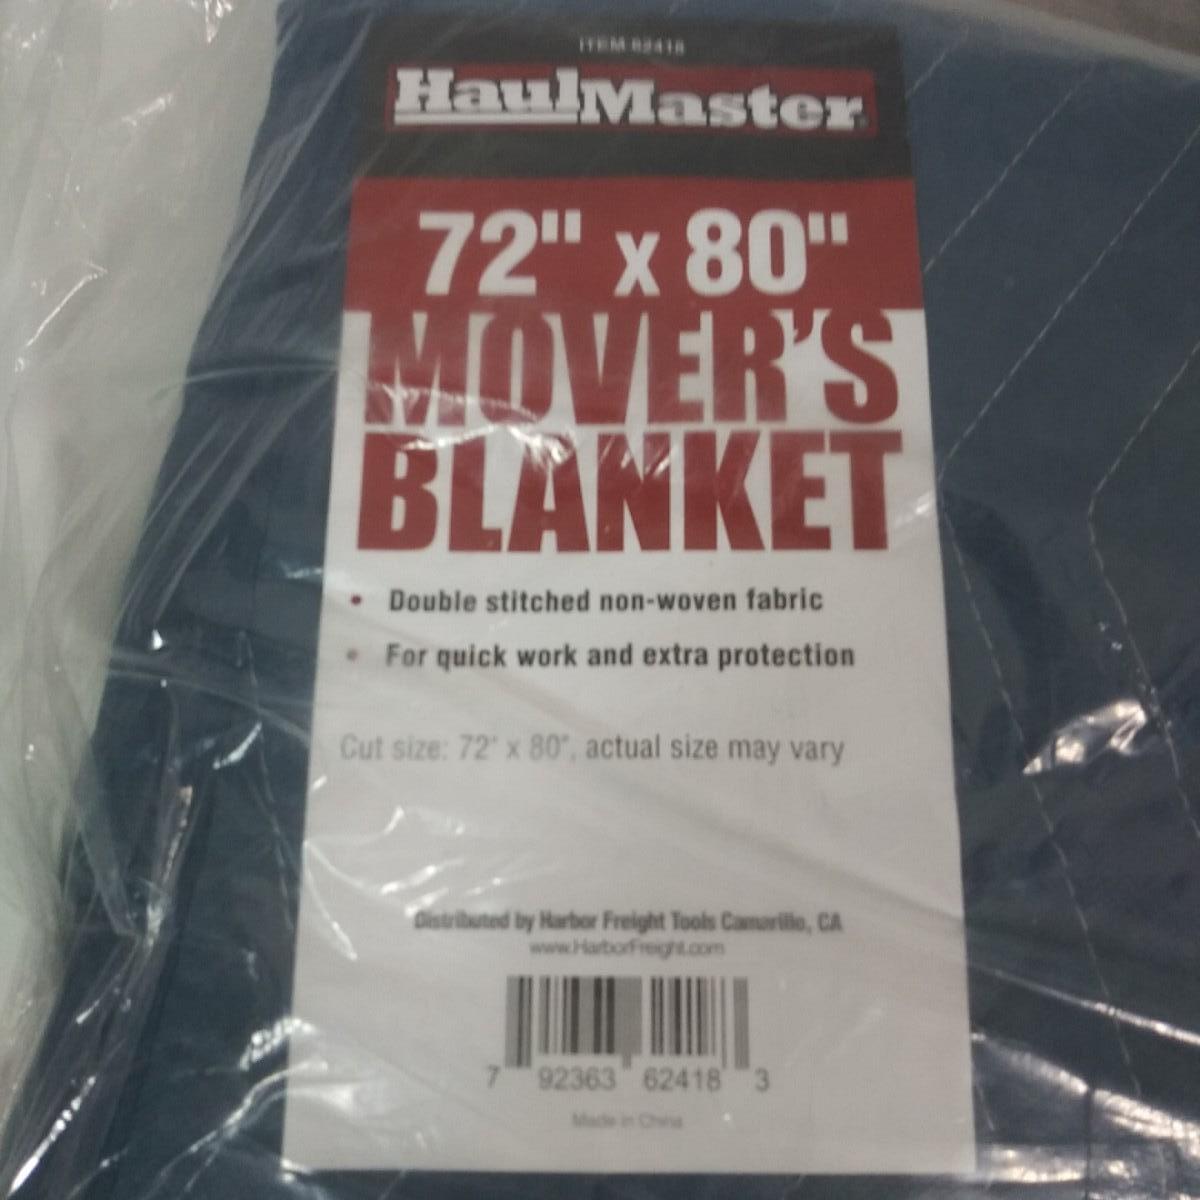 ITEM 62418
HaulMaster
72" x 80"
MOVER'S
BLANKET
• Double stitched non-woven fabric
• For quick work and extra protection
Cut size: 72" x 80", actual size may vary
Distributed by Harbor Freight Tools Camarillo, CA
www.HarborFreight.com
7 92363 62418 3
Made in China